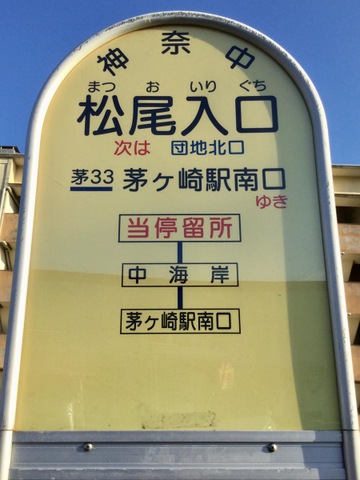 神奈中
まつ お いり ぐち
松尾入口
次は 団地北口
茅33 茅ヶ崎駅南口
ゆき
当停留所
中海岸
茅ヶ崎駅南口